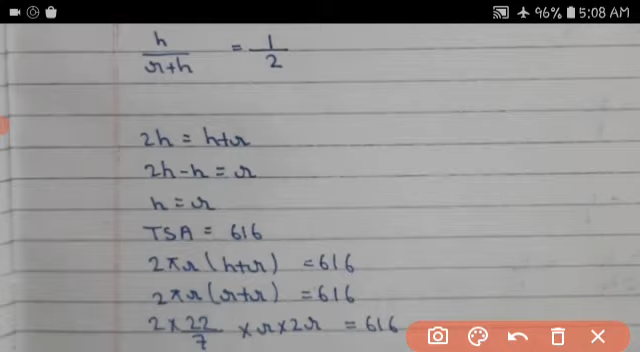 96% 5:08 AM
h/(r+h) = 1/2
2h = h+r
2h-h = r
h = r
TSA = 616
2πr(h+r) = 616
2πr(r+r) = 616
2 × 22/7 × r × 2r = 616